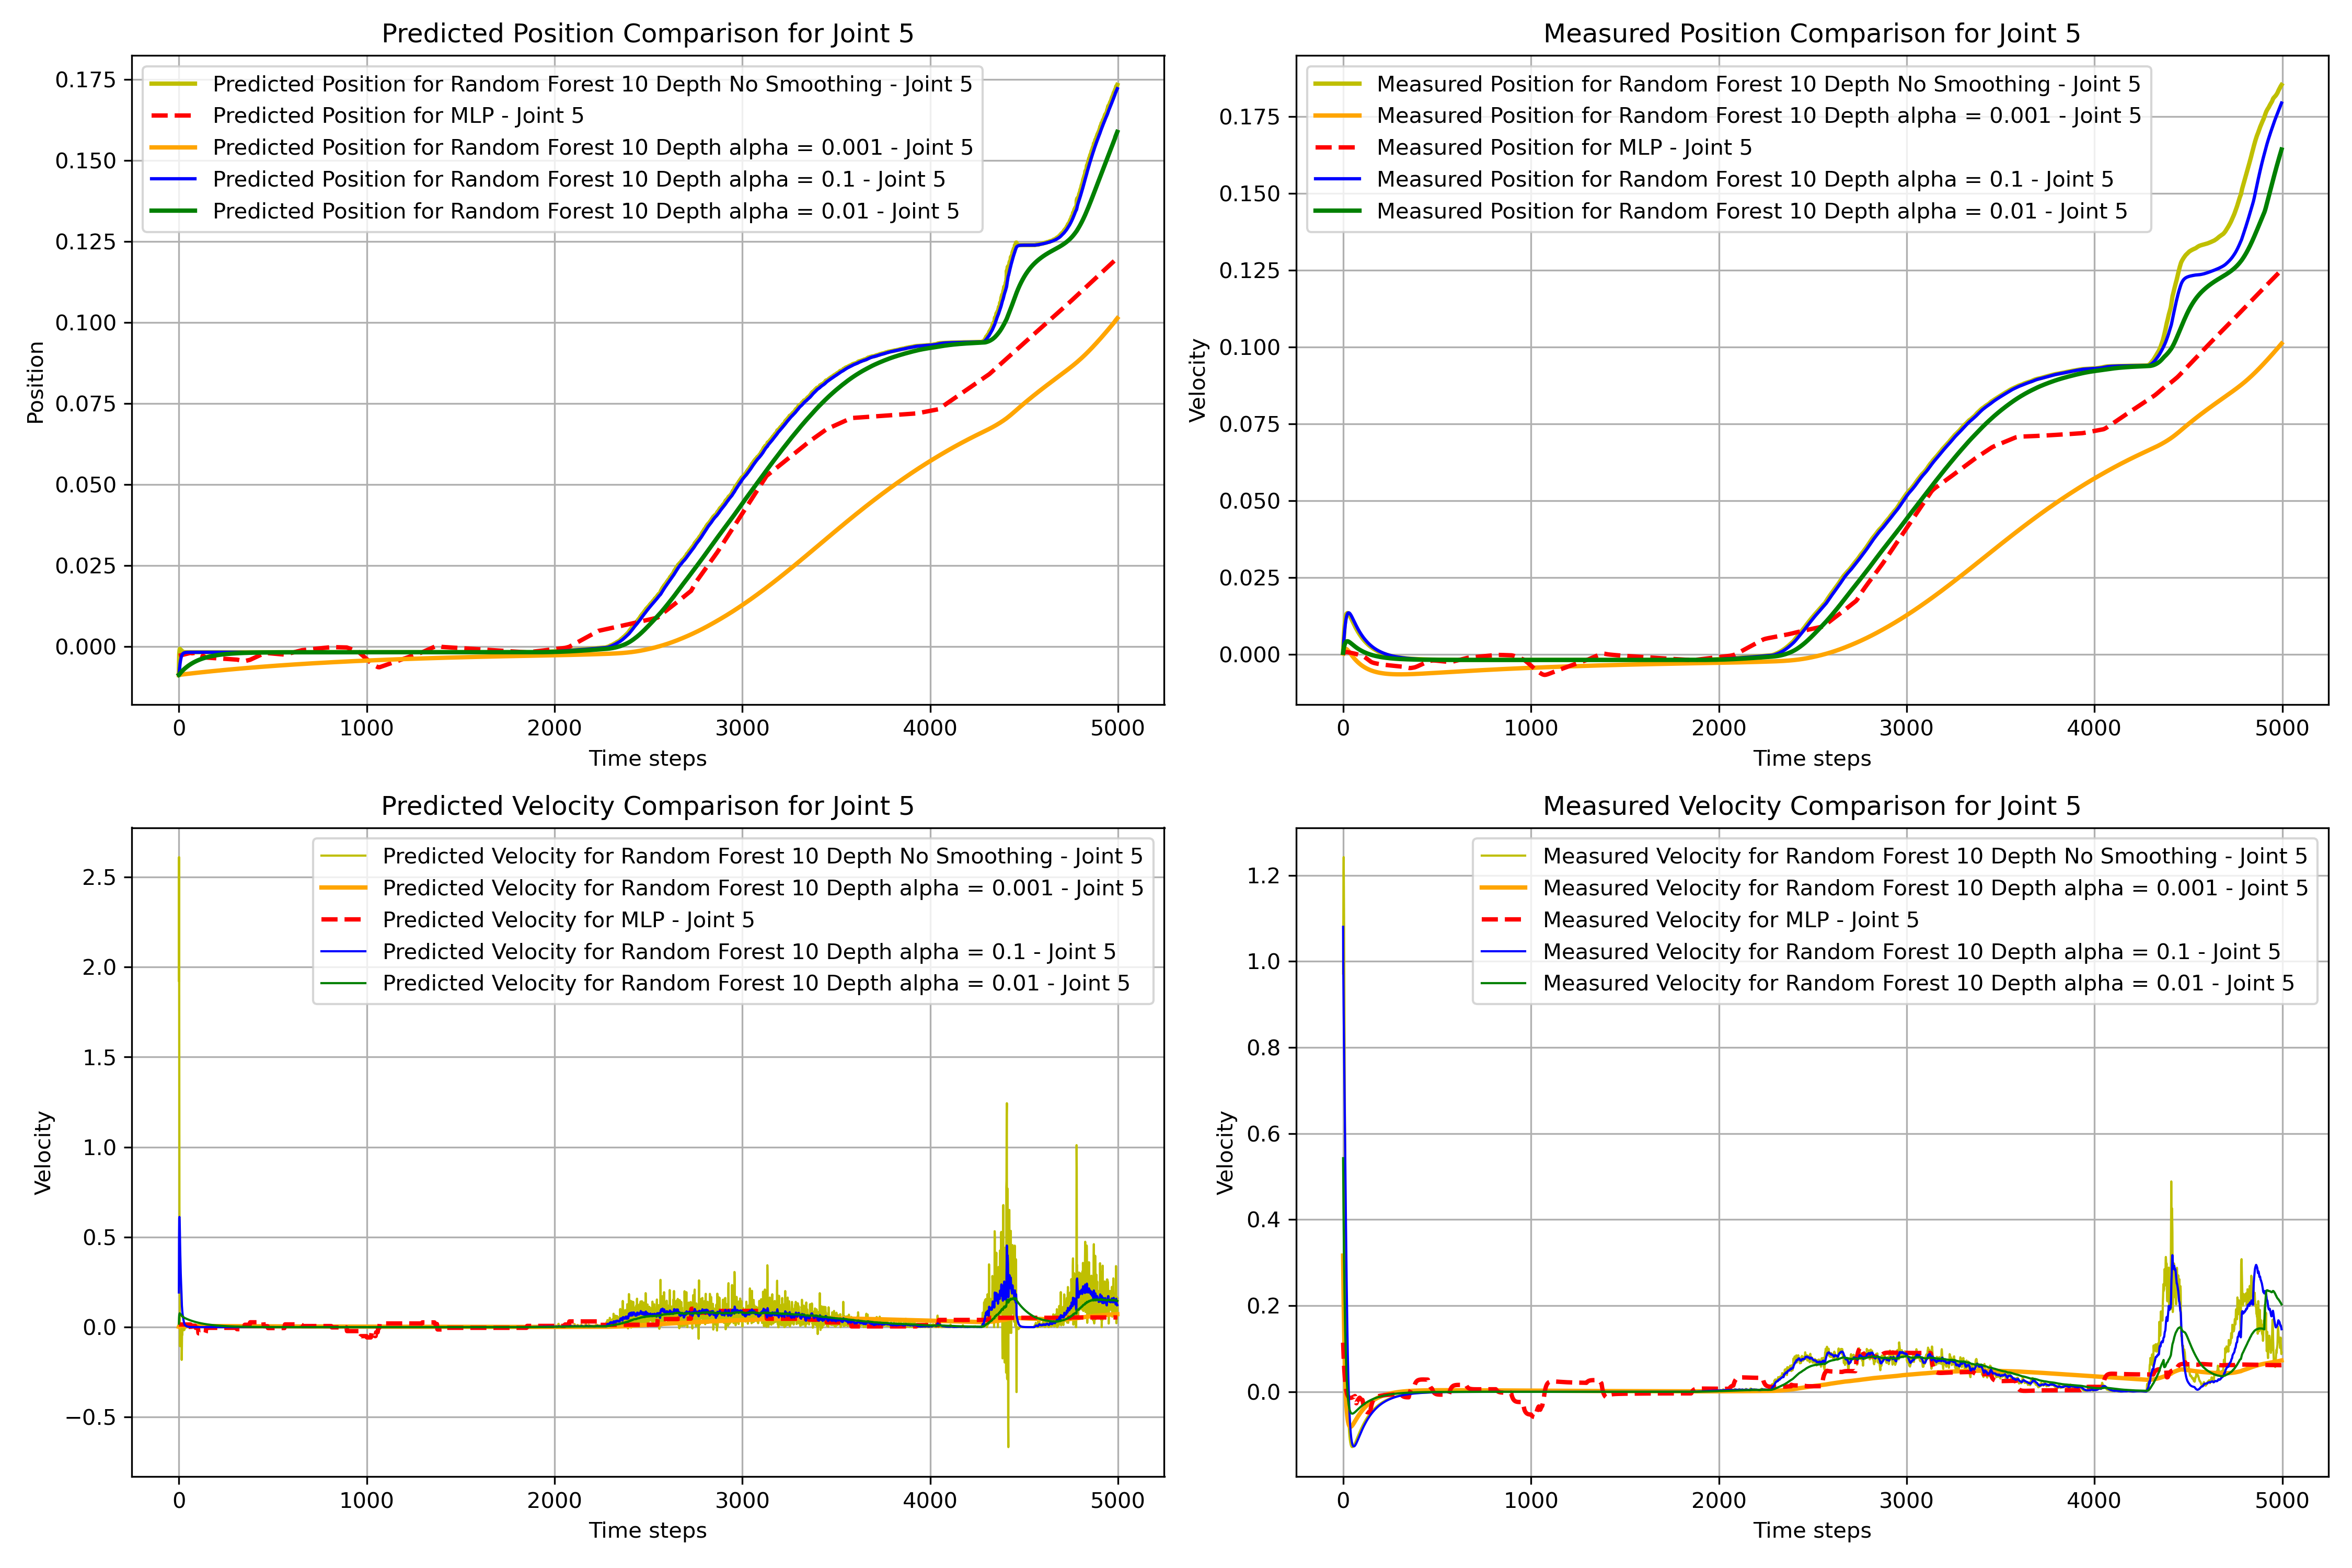 Predicted Position Comparison for Joint 5
Predicted Position for Random Forest 10 Depth No Smoothing - Joint 5
Predicted Position for MLP - Joint 5
Predicted Position for Random Forest 10 Depth alpha = 0.001 - Joint 5
Predicted Position for Random Forest 10 Depth alpha = 0.1 - Joint 5
Predicted Position for Random Forest 10 Depth alpha = 0.01 - Joint 5
0.175
0.150
0.125
0.100
0.075
0.050
0.025
0.000
Position
0 1000 2000 3000 4000 5000
Time steps
Measured Position Comparison for Joint 5
Measured Position for Random Forest 10 Depth No Smoothing - Joint 5
Measured Position for Random Forest 10 Depth alpha = 0.001 - Joint 5
Measured Position for MLP - Joint 5
Measured Position for Random Forest 10 Depth alpha = 0.1 - Joint 5
Measured Position for Random Forest 10 Depth alpha = 0.01 - Joint 5
0.175
0.150
0.125
0.100
0.075
0.050
0.025
0.000
Velocity
0 1000 2000 3000 4000 5000
Time steps
Predicted Velocity Comparison for Joint 5
Predicted Velocity for Random Forest 10 Depth No Smoothing - Joint 5
Predicted Velocity for Random Forest 10 Depth alpha = 0.001 - Joint 5
Predicted Velocity for MLP - Joint 5
Predicted Velocity for Random Forest 10 Depth alpha = 0.1 - Joint 5
Predicted Velocity for Random Forest 10 Depth alpha = 0.01 - Joint 5
2.5
2.0
1.5
1.0
0.5
0.0
−0.5
Velocity
0 1000 2000 3000 4000 5000
Time steps
Measured Velocity Comparison for Joint 5
Measured Velocity for Random Forest 10 Depth No Smoothing - Joint 5
Measured Velocity for Random Forest 10 Depth alpha = 0.001 - Joint 5
Measured Velocity for MLP - Joint 5
Measured Velocity for Random Forest 10 Depth alpha = 0.1 - Joint 5
Measured Velocity for Random Forest 10 Depth alpha = 0.01 - Joint 5
1.2
1.0
0.8
0.6
0.4
0.2
0.0
Velocity
0 1000 2000 3000 4000 5000
Time steps